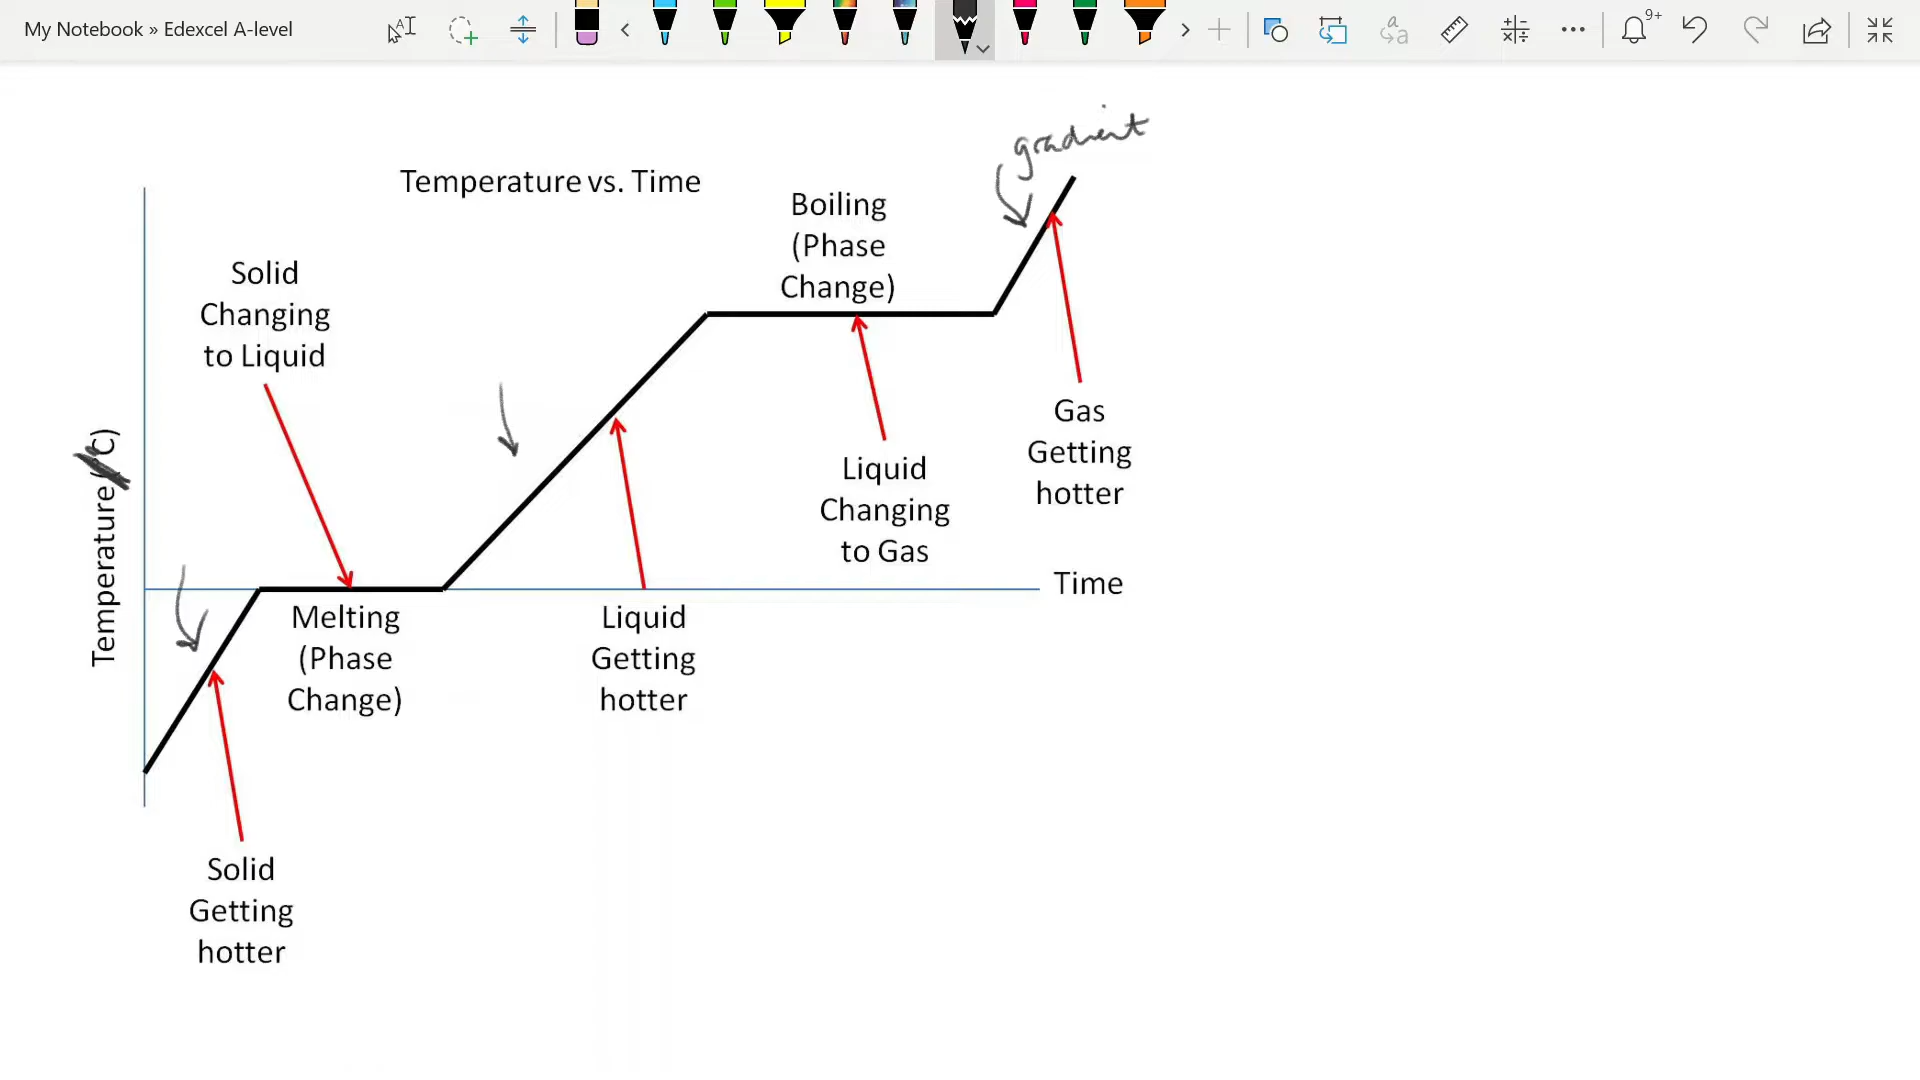 My Notebook » Edexcel A-level
9+
gradient
Temperature vs. Time
Boiling
(Phase
Change)
Solid
Changing
to Liquid
Gas
Getting
hotter
Liquid
Changing
to Gas
Temperature (°C)
Time
Melting
(Phase
Change)
Liquid
Getting
hotter
Solid
Getting
hotter